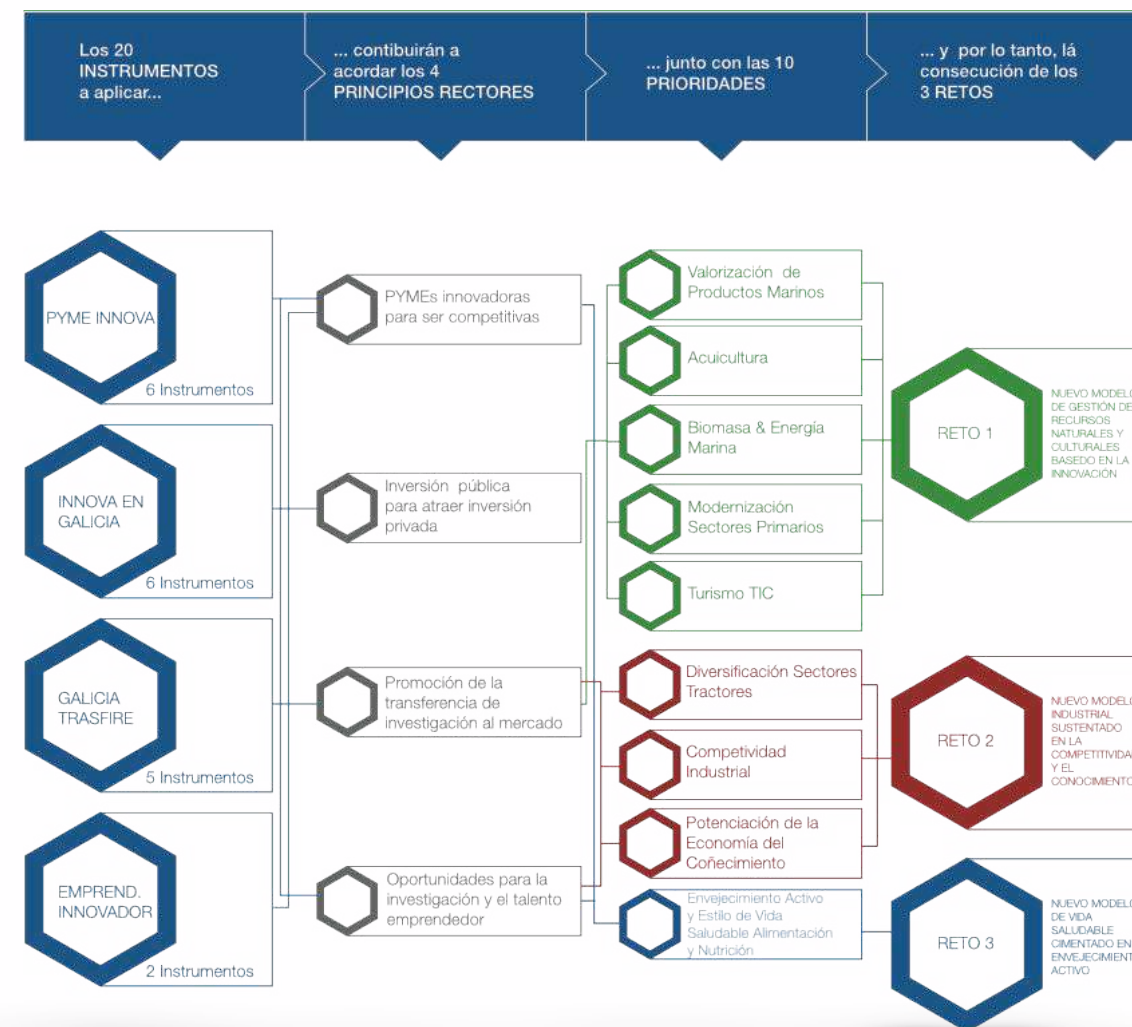 Los 20
INSTRUMENTOS
a aplicar...
... contibuirán a
acordar los 4
PRINCIPIOS RECTORES
... junto con las 10
PRIORIDADES
... y por lo tanto, lá
consecución de los
3 RETOS
PYME INNOVA
6 Instrumentos
INNOVA EN
GALICIA
6 Instrumentos
GALICIA
TRASFIRE
5 Instrumentos
EMPREND.
INNOVADOR
2 Instrumentos
PYMEs innovadoras
para ser competitivas
Inversión pública
para atraer inversión
privada
Promoción de la
transferencia de
investigación al mercado
Oportunidades para la
investigación y el talento
emprendedor
Valorización de
Productos Marinos
Acuicultura
Biomasa & Energía
Marina
Modernización
Sectores Primarios
Turismo TIC
Diversificación Sectores
Tractores
Competividad
Industrial
Potenciación de la
Economía del
Coñecimiento
Envejecimiento Activo
y Estilo de Vida
Saludable Alimentación
y Nutrición
RETO 1
NUEVO MODELO
DE GESTIÓN DE
RECURSOS
NATURALES Y
CULTURALES
BASEDO EN LA
INNOVACIÓN
RETO 2
NUEVO MODELO
INDUSTRIAL
SUSTENTADO
EN LA
COMPETITIVIDA
Y EL
CONOCIMIENTO
RETO 3
NUEVO MODELO
DE VIDA
SALUDABLE
CIMENTADO EN
ENVEJECIMIENT
ACTIVO